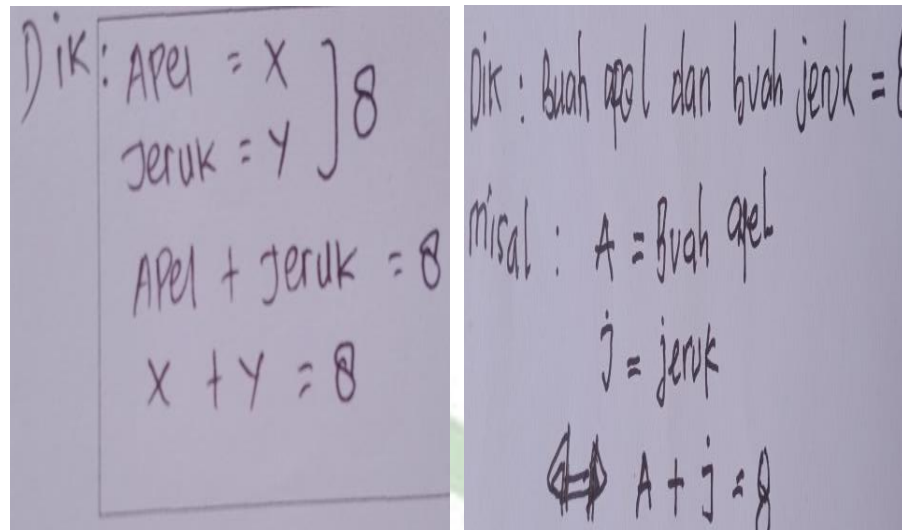 Dik: Apel = X ] 8
Jeruk = Y
Apel + Jeruk = 8
X + Y = 8
Dik : Buah apel dan buah jeruk = 8
misal : A = Buah apel
j = jeruk
⇔ A + j = 8